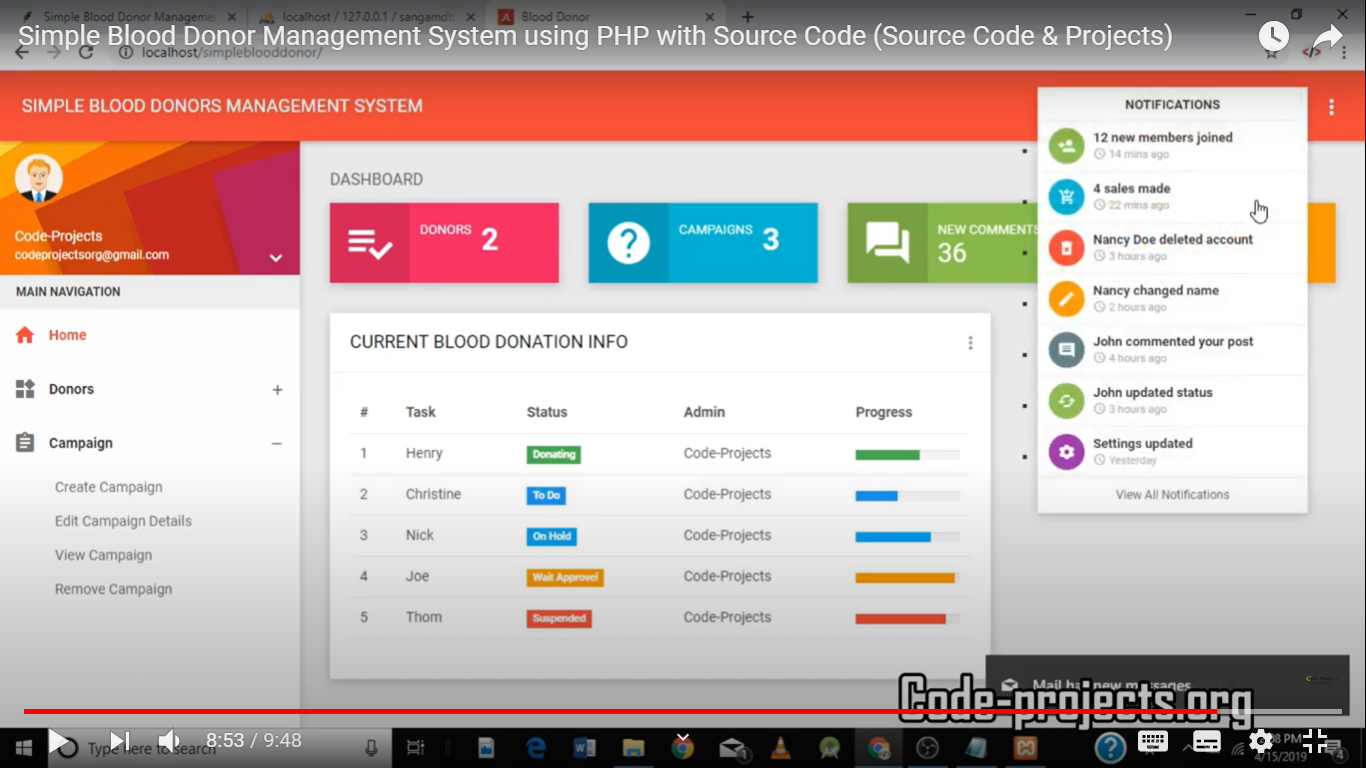 Simple Blood Donor Manageme
localhost / 127.0.0.1 / sangamdb
Blood Donor
Simple Blood Donor Management System using PHP with Source Code (Source Code & Projects)
localhost/simpleblooddonor/
SIMPLE BLOOD DONORS MANAGEMENT SYSTEM
Code-Projects
codeprojectsorg@gmail.com
MAIN NAVIGATION
Home
Donors
Campaign
Create Campaign
Edit Campaign Details
View Campaign
Remove Campaign
DASHBOARD
DONORS 2
CAMPAIGNS 3
NEW COMMENTS
36
CURRENT BLOOD DONATION INFO
# Task Status Admin Progress
1 Henry Donating Code-Projects
2 Christine To Do Code-Projects
3 Nick On Hold Code-Projects
4 Joe Wait Approvel Code-Projects
5 Thom Suspended Code-Projects
NOTIFICATIONS
12 new members joined
14 mins ago
4 sales made
22 mins ago
Nancy Doe deleted account
3 hours ago
Nancy changed name
2 hours ago
John commented your post
4 hours ago
John updated status
3 hours ago
Settings updated
Yesterday
View All Notifications
Mail has new messages
Code-projects.org
Type here to search
8:53 / 9:48
8 PM
4/15/2019